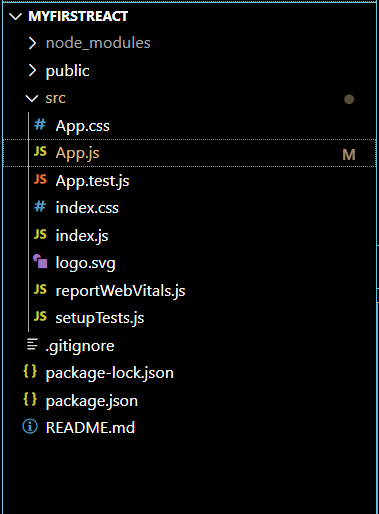 MYFIRSTREACT
node_modules
public
src
# App.css
JS App.js M
JS App.test.js
# index.css
JS index.js
logo.svg
JS reportWebVitals.js
JS setupTests.js
.gitignore
{} package-lock.json
{} package.json
README.md